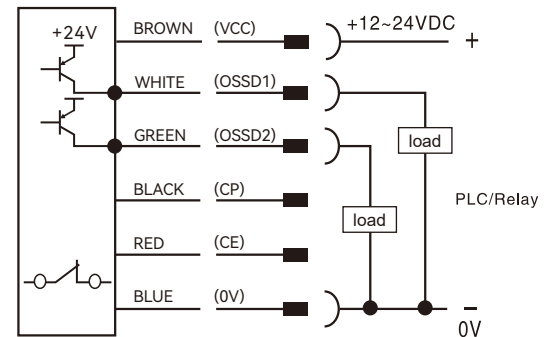 +24V BROWN (VCC) +12~24VDC +
WHITE (OSSD1)
GREEN (OSSD2) load
BLACK (CP) PLC/Relay
load
RED (CE)
BLUE (0V) −
0V